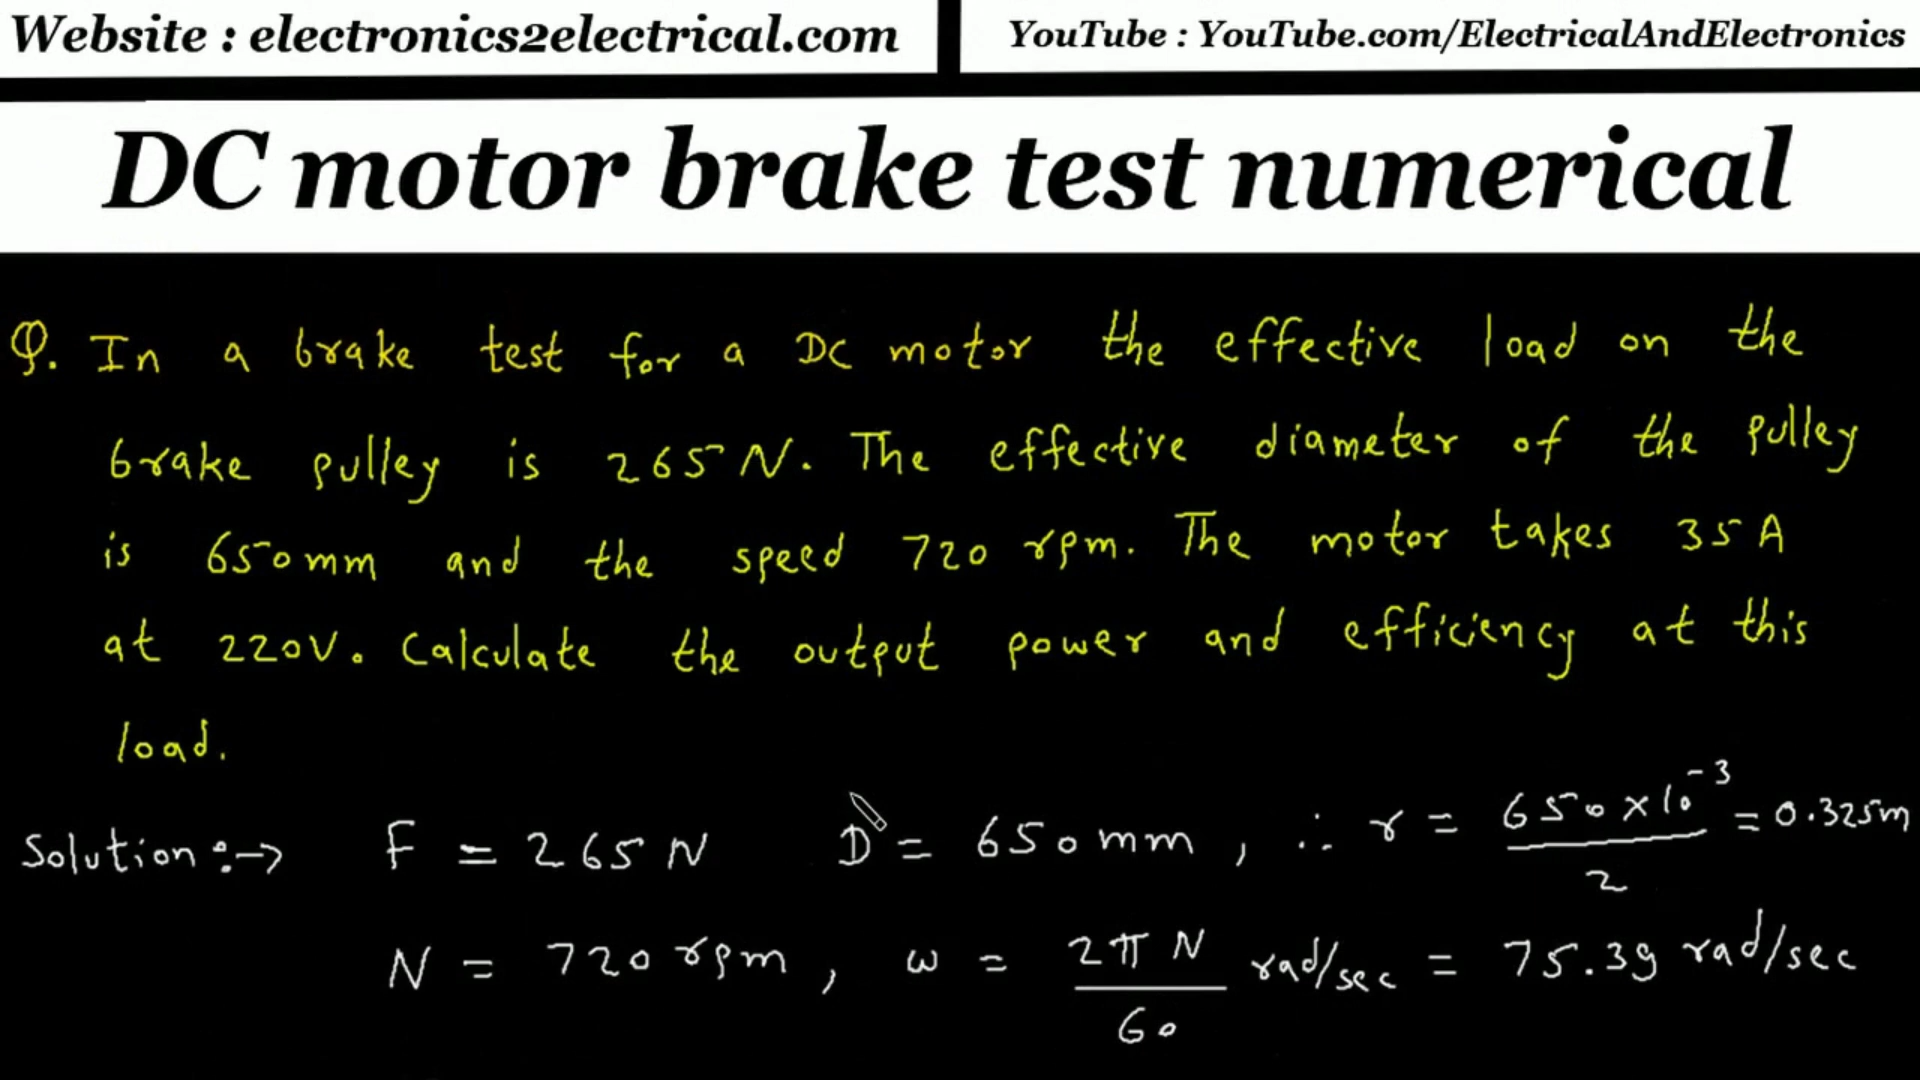 Website : electronics2electrical.com
YouTube : YouTube.com/ElectricalAndElectronics
DC motor brake test numerical
Q. In a brake test for a DC motor the effective load on the
brake pulley is 265 N. The effective diameter of the pulley
is 650mm and the speed 720 rpm. The motor takes 35 A
at 220V. Calculate the output power and efficiency at this
load.
Solution :→ F = 265 N D = 650 mm , ∴ r = 650×10⁻³/2 = 0.325m
N = 720 rpm , ω = 2πN/60 rad/sec = 75.39 rad/sec